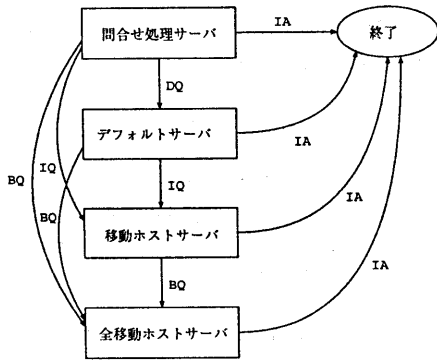 問合せ処理サーバ
IA
終了
DQ
デフォルトサーバ
IA
BQ
IQ
BQ
IQ
移動ホストサーバ
IA
BQ
全移動ホストサーバ
IA